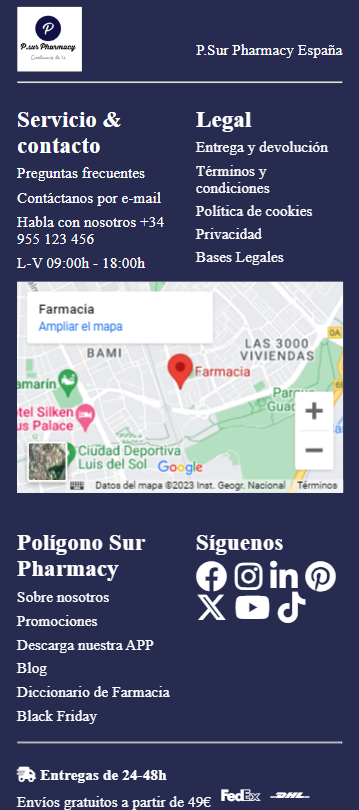 P.sur Pharmacy
P.Sur Pharmacy España
Servicio &
contacto
Preguntas frecuentes
Contáctanos por e-mail
Habla con nosotros +34
955 123 456
L-V 09:00h - 18:00h
Legal
Entrega y devolución
Términos y
condiciones
Política de cookies
Privacidad
Bases Legales
Farmacia
Ampliar el mapa
BAMI
LAS 3000
VIVIENDAS
Farmacia
amarín
Parque
Guad
tel Silken
us Palace
Ciudad Deportiva
Luis del Sol
Google
Datos del mapa ©2023 Inst. Geogr. Nacional
Términos
Polígono Sur
Pharmacy
Sobre nosotros
Promociones
Descarga nuestra APP
Blog
Diccionario de Farmacia
Black Friday
Síguenos
Entregas de 24-48h
Envíos gratuitos a partir de 49€
FedEx
DHL